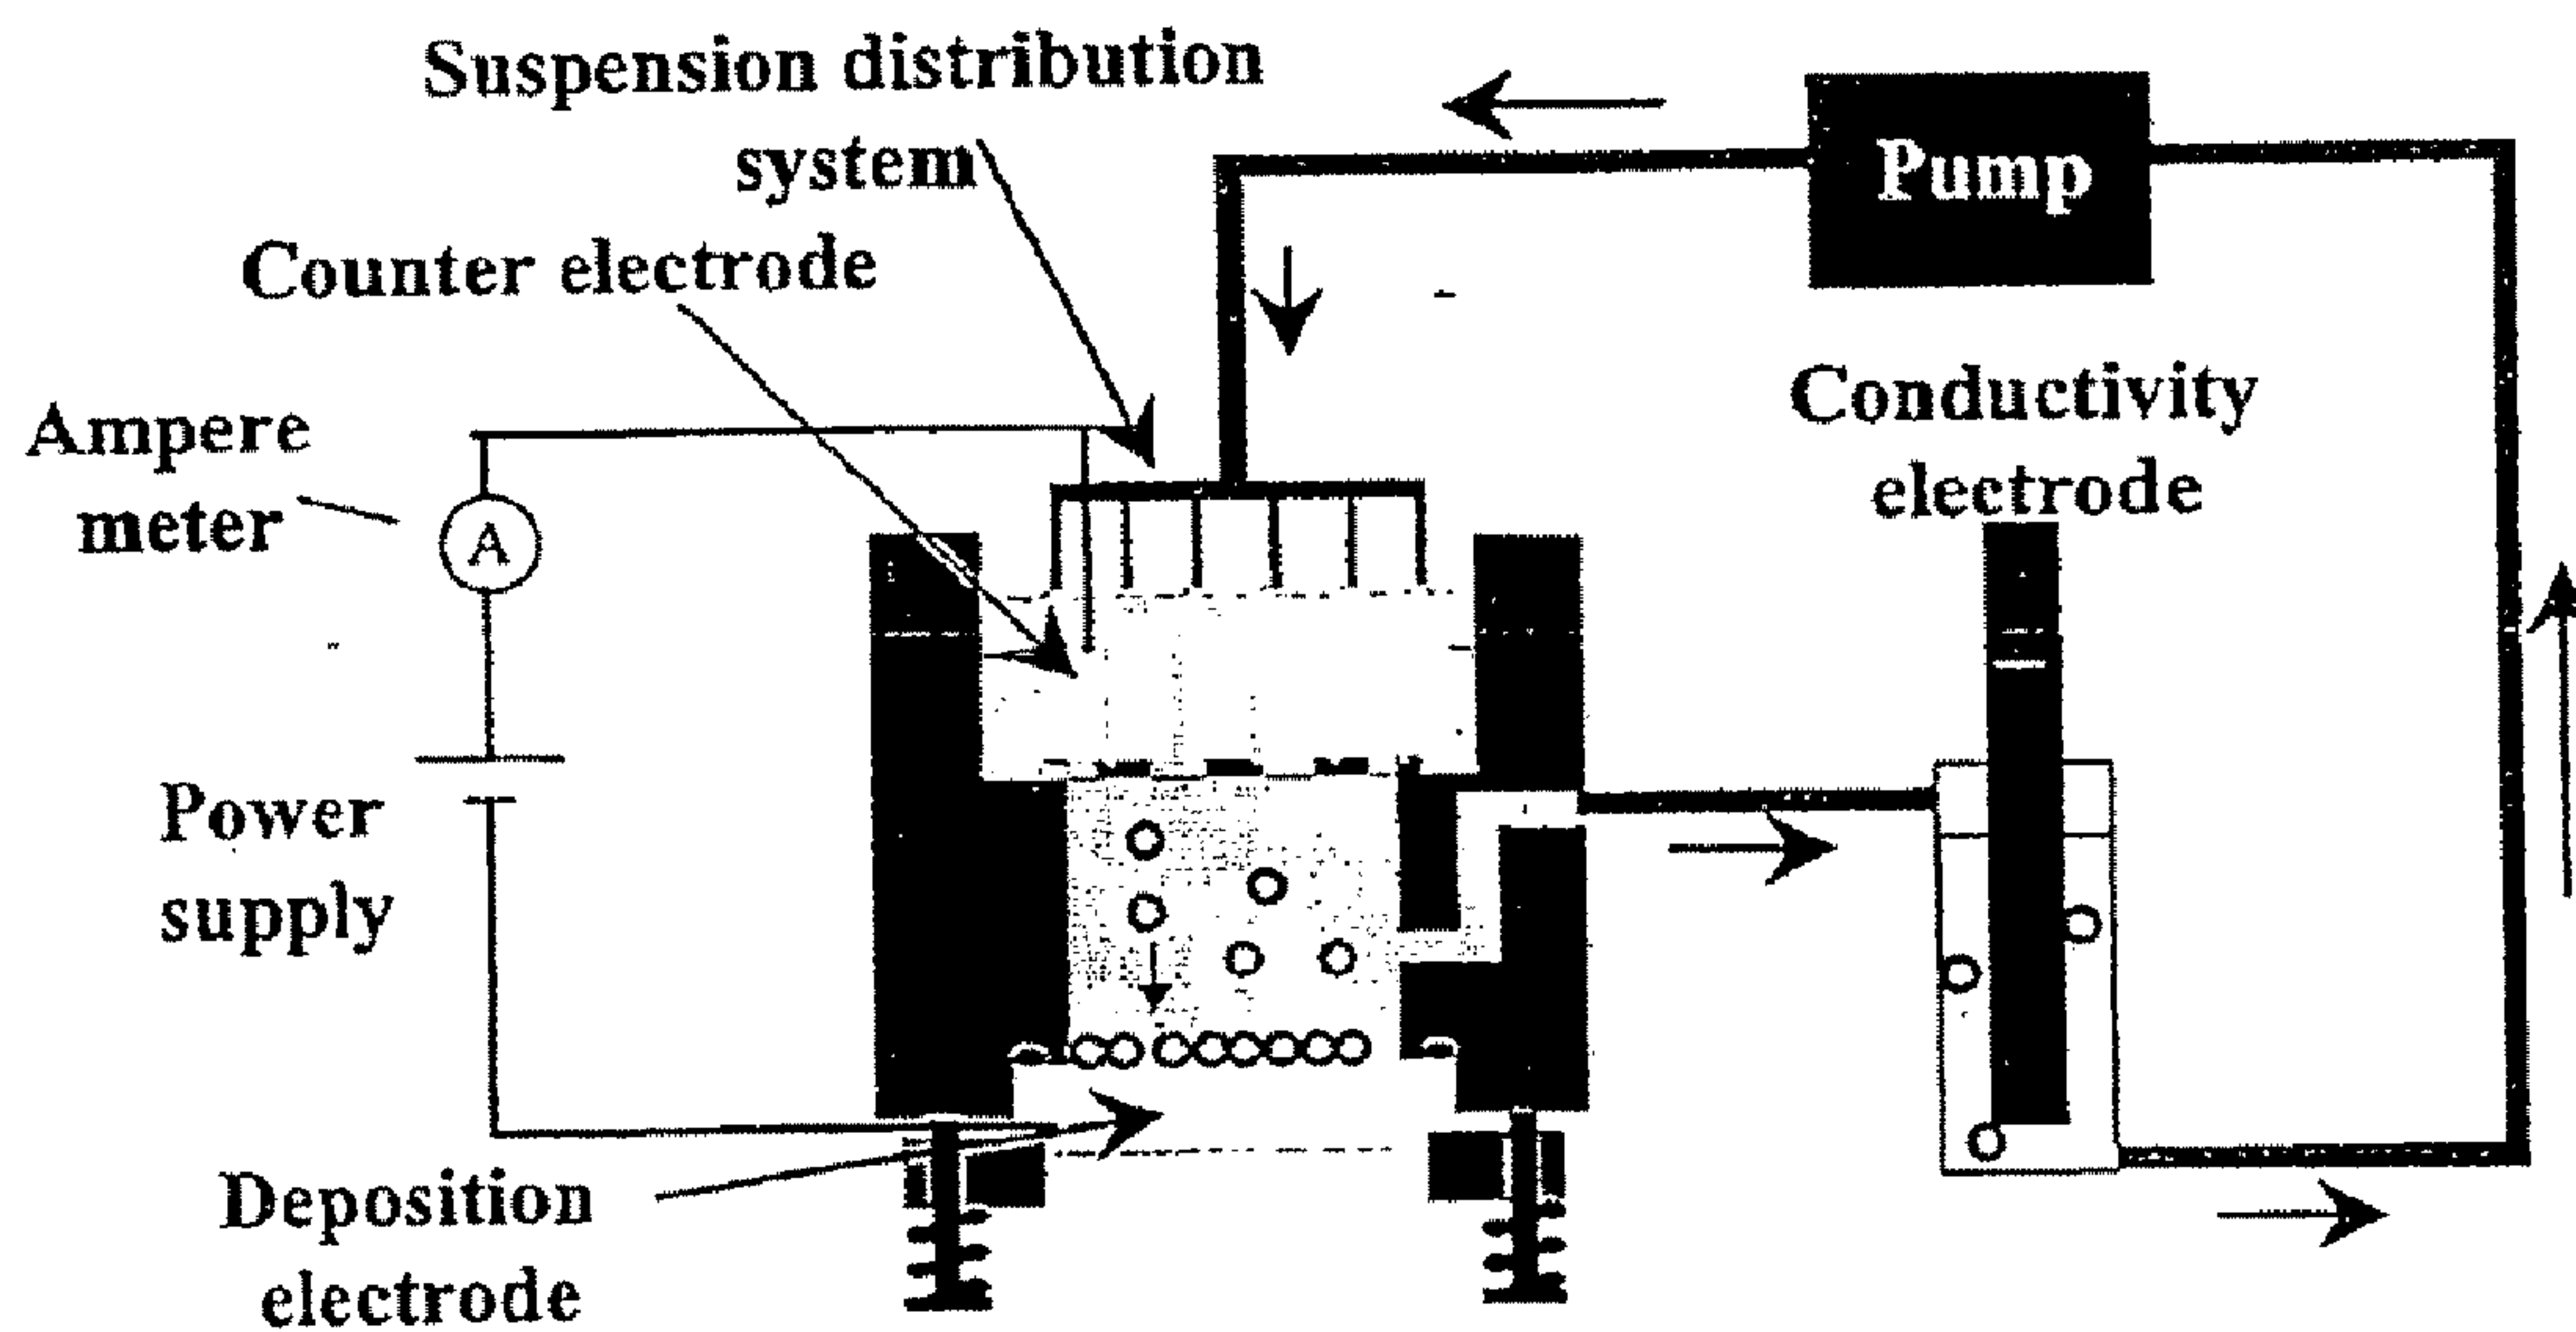 Suspension distribution
system
Counter electrode
Pump
Conductivity
electrode
Ampere
meter
A
Power
supply
Deposition
electrode